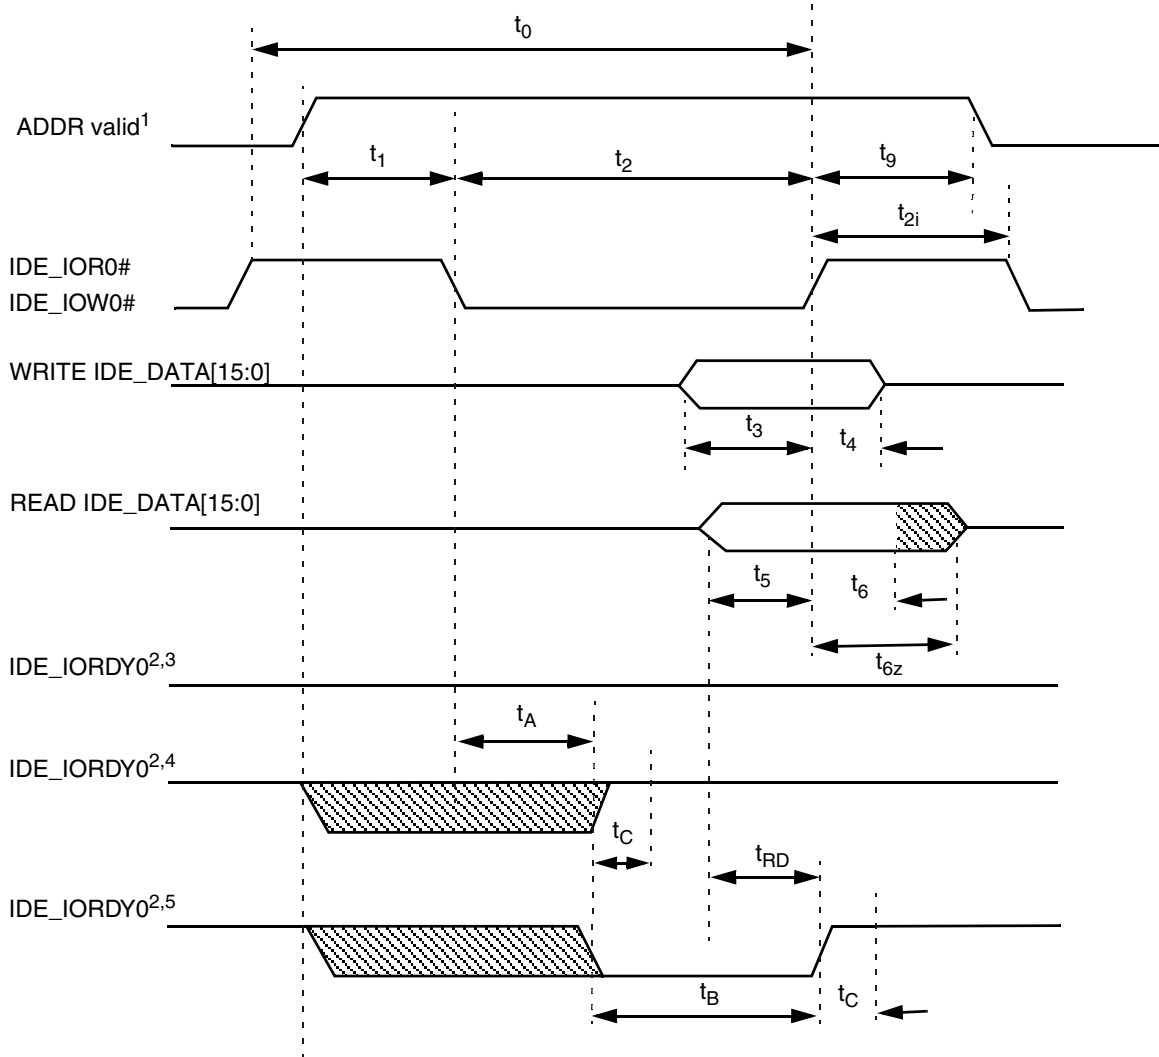 t0
ADDR valid1
t1
t2
t9
t2i
IDE_IOR0#
IDE_IOW0#
WRITE IDE_DATA[15:0]
t3
t4
READ IDE_DATA[15:0]
t5
t6
t6z
IDE_IORDY02,3
tA
IDE_IORDY02,4
tC
tRD
IDE_IORDY02,5
tB
tC